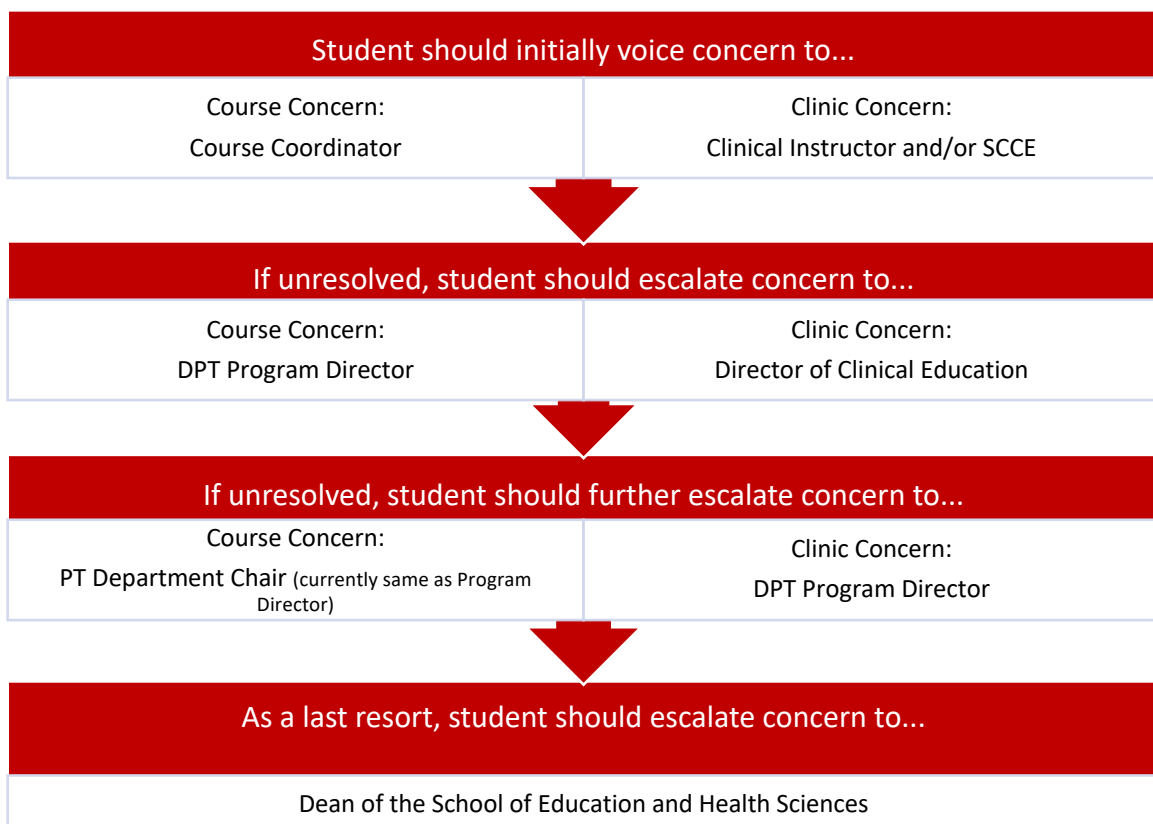 Student should initially voice concern to...
Course Concern:
Course Coordinator
Clinic Concern:
Clinical Instructor and/or SCCE
If unresolved, student should escalate concern to...
Course Concern:
DPT Program Director
Clinic Concern:
Director of Clinical Education
If unresolved, student should further escalate concern to...
Course Concern:
PT Department Chair (currently same as Program
Director)
Clinic Concern:
DPT Program Director
As a last resort, student should escalate concern to...
Dean of the School of Education and Health Sciences